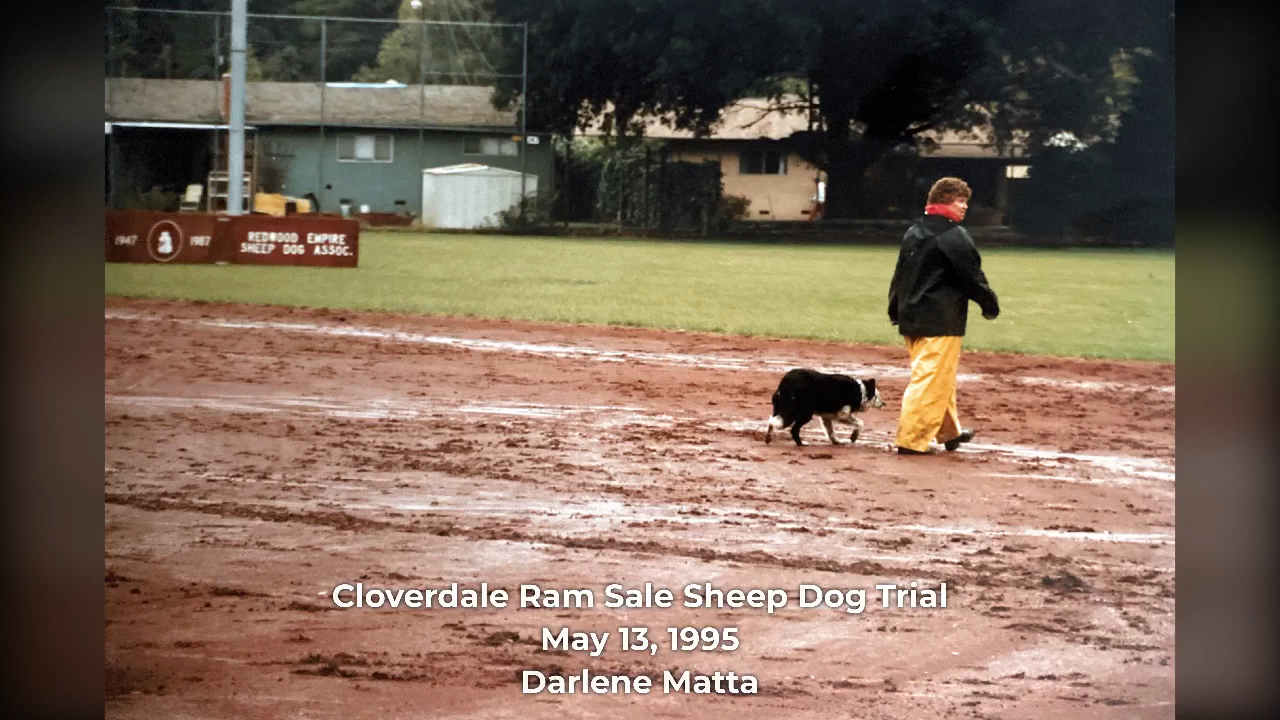 1947 1987
REDWOOD EMPIRE
SHEEP DOG ASSOC.
Cloverdale Ram Sale Sheep Dog Trial
May 13, 1995
Darlene Matta